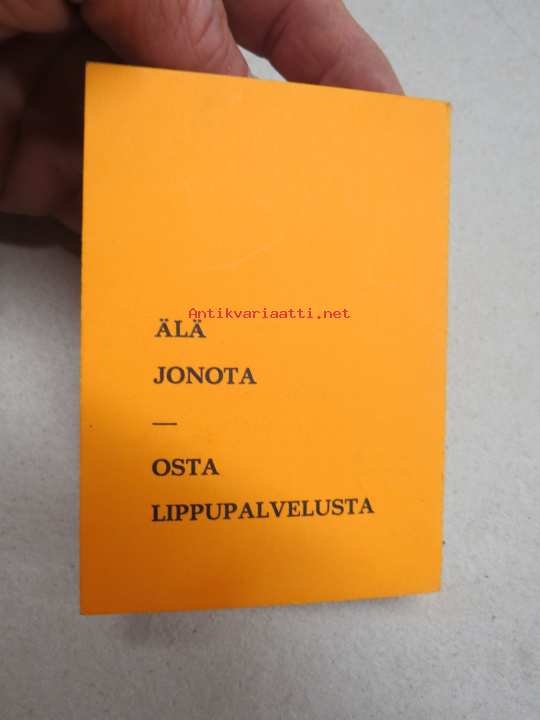 Antikvariaatti.net
ÄLÄ
JONOTA
—
OSTA
LIPPUPALVELUSTA